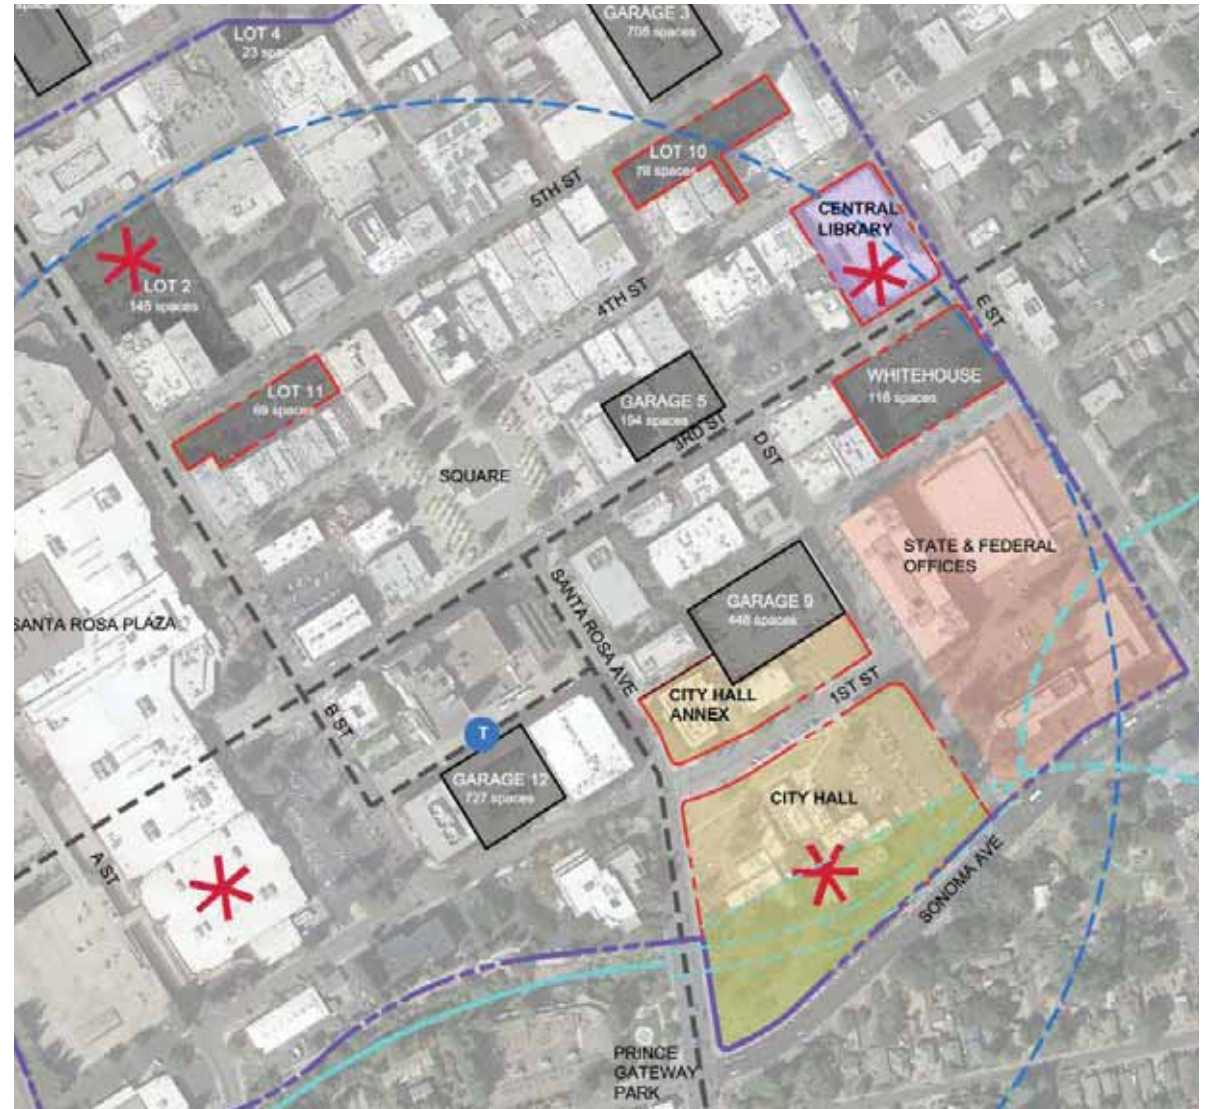 spaces
LOT 4
23 spaces
GARAGE 3
708 spaces
LOT 10
78 spaces
5TH ST
CENTRAL
LIBRARY
LOT 2
145 spaces
4TH ST
E ST
LOT 11
69 spaces
GARAGE 5
194 spaces
WHITEHOUSE
116 spaces
3RD ST
D ST
SQUARE
STATE & FEDERAL
OFFICES
SANTA ROSA PLAZA
SANTA ROSA AVE
GARAGE 9
448 spaces
CITY HALL
ANNEX
1ST ST
B ST
T
GARAGE 12
727 spaces
CITY HALL
A ST
SONOMA AVE
PRINCE
GATEWAY
PARK